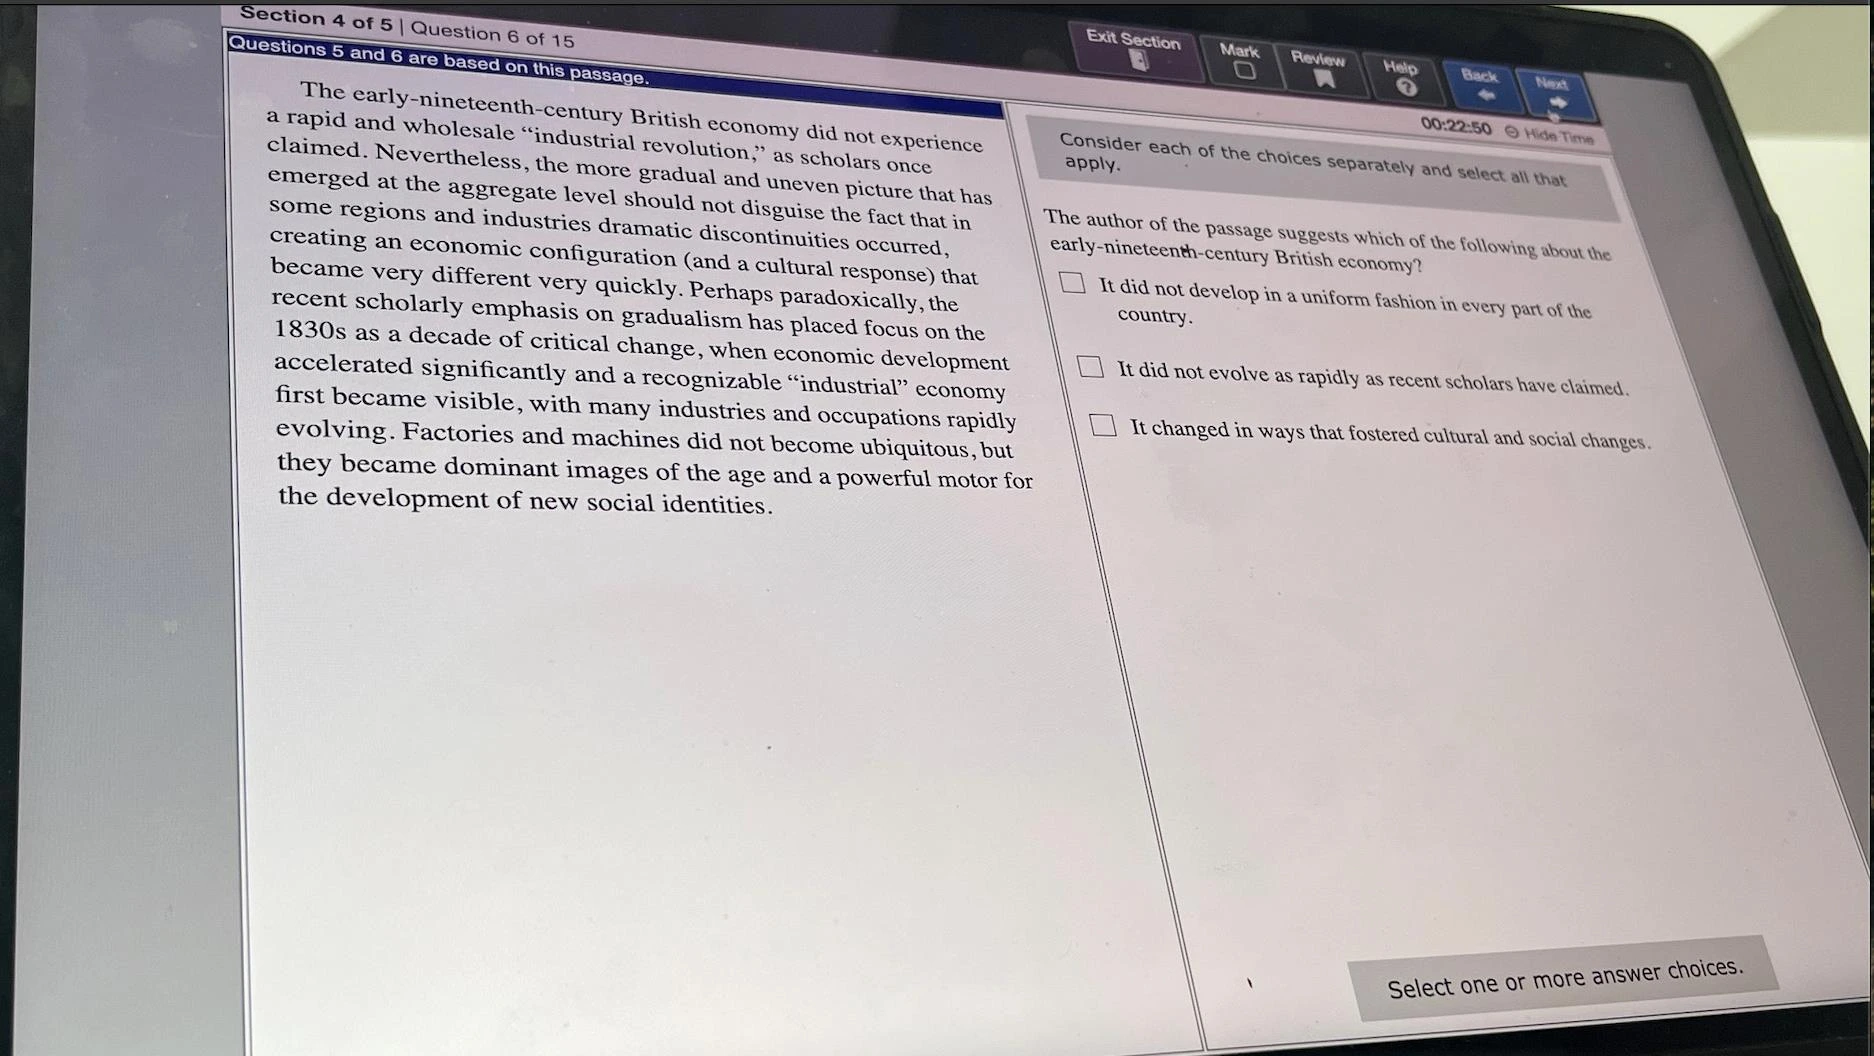 Section 4 of 5 | Question 6 of 15
Exit Section
Mark
Review
Help
Back
Next
00:22:50 Hide Time
Questions 5 and 6 are based on this passage.
The early-nineteenth-century British economy did not experience
a rapid and wholesale “industrial revolution,” as scholars once
claimed. Nevertheless, the more gradual and uneven picture that has
emerged at the aggregate level should not disguise the fact that in
some regions and industries dramatic discontinuities occurred,
creating an economic configuration (and a cultural response) that
became very different very quickly. Perhaps paradoxically, the
recent scholarly emphasis on gradualism has placed focus on the
1830s as a decade of critical change, when economic development
accelerated significantly and a recognizable “industrial” economy
first became visible, with many industries and occupations rapidly
evolving. Factories and machines did not become ubiquitous, but
they became dominant images of the age and a powerful motor for
the development of new social identities.
Consider each of the choices separately and select all that
apply.
The author of the passage suggests which of the following about the
early-nineteenth-century British economy?
It did not develop in a uniform fashion in every part of the
country.
It did not evolve as rapidly as recent scholars have claimed.
It changed in ways that fostered cultural and social changes.
Select one or more answer choices.